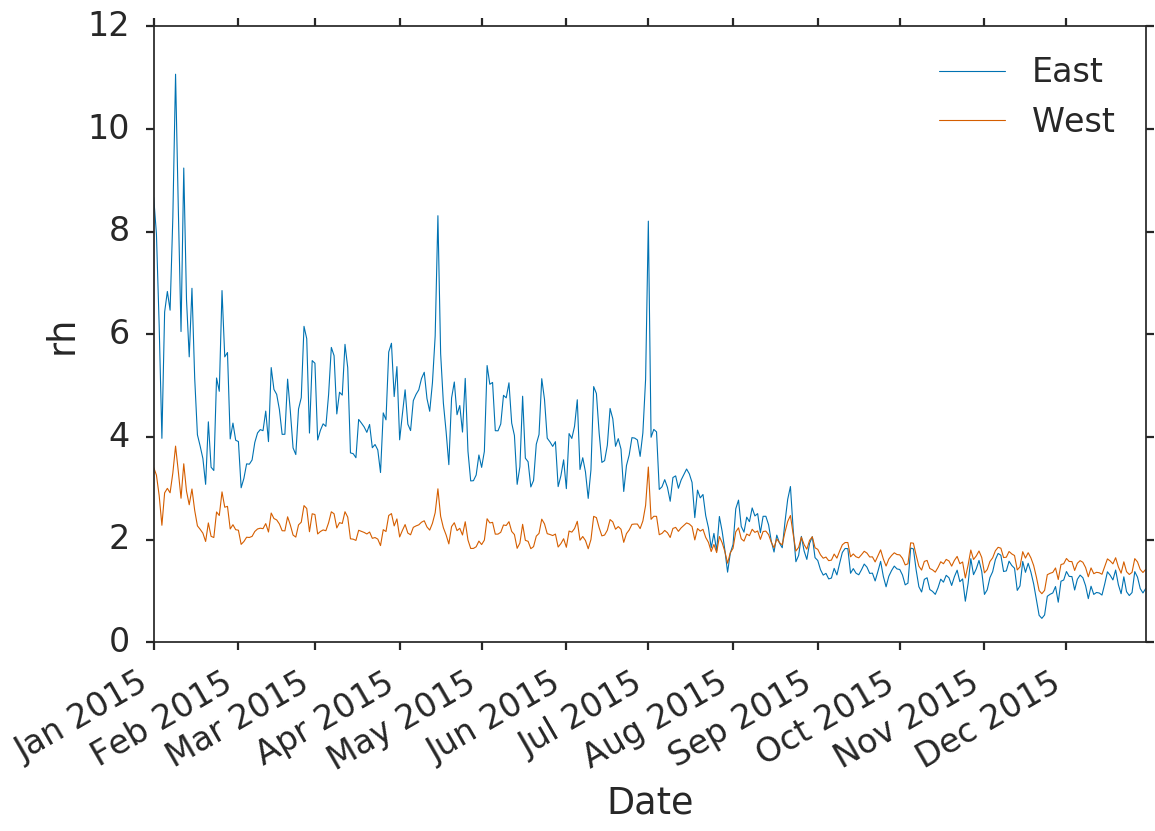 12
10
8
6
4
2
0
rh
East
West
Jan 2015
Feb 2015
Mar 2015
Apr 2015
May 2015
Jun 2015
Jul 2015
Aug 2015
Sep 2015
Oct 2015
Nov 2015
Dec 2015
Date